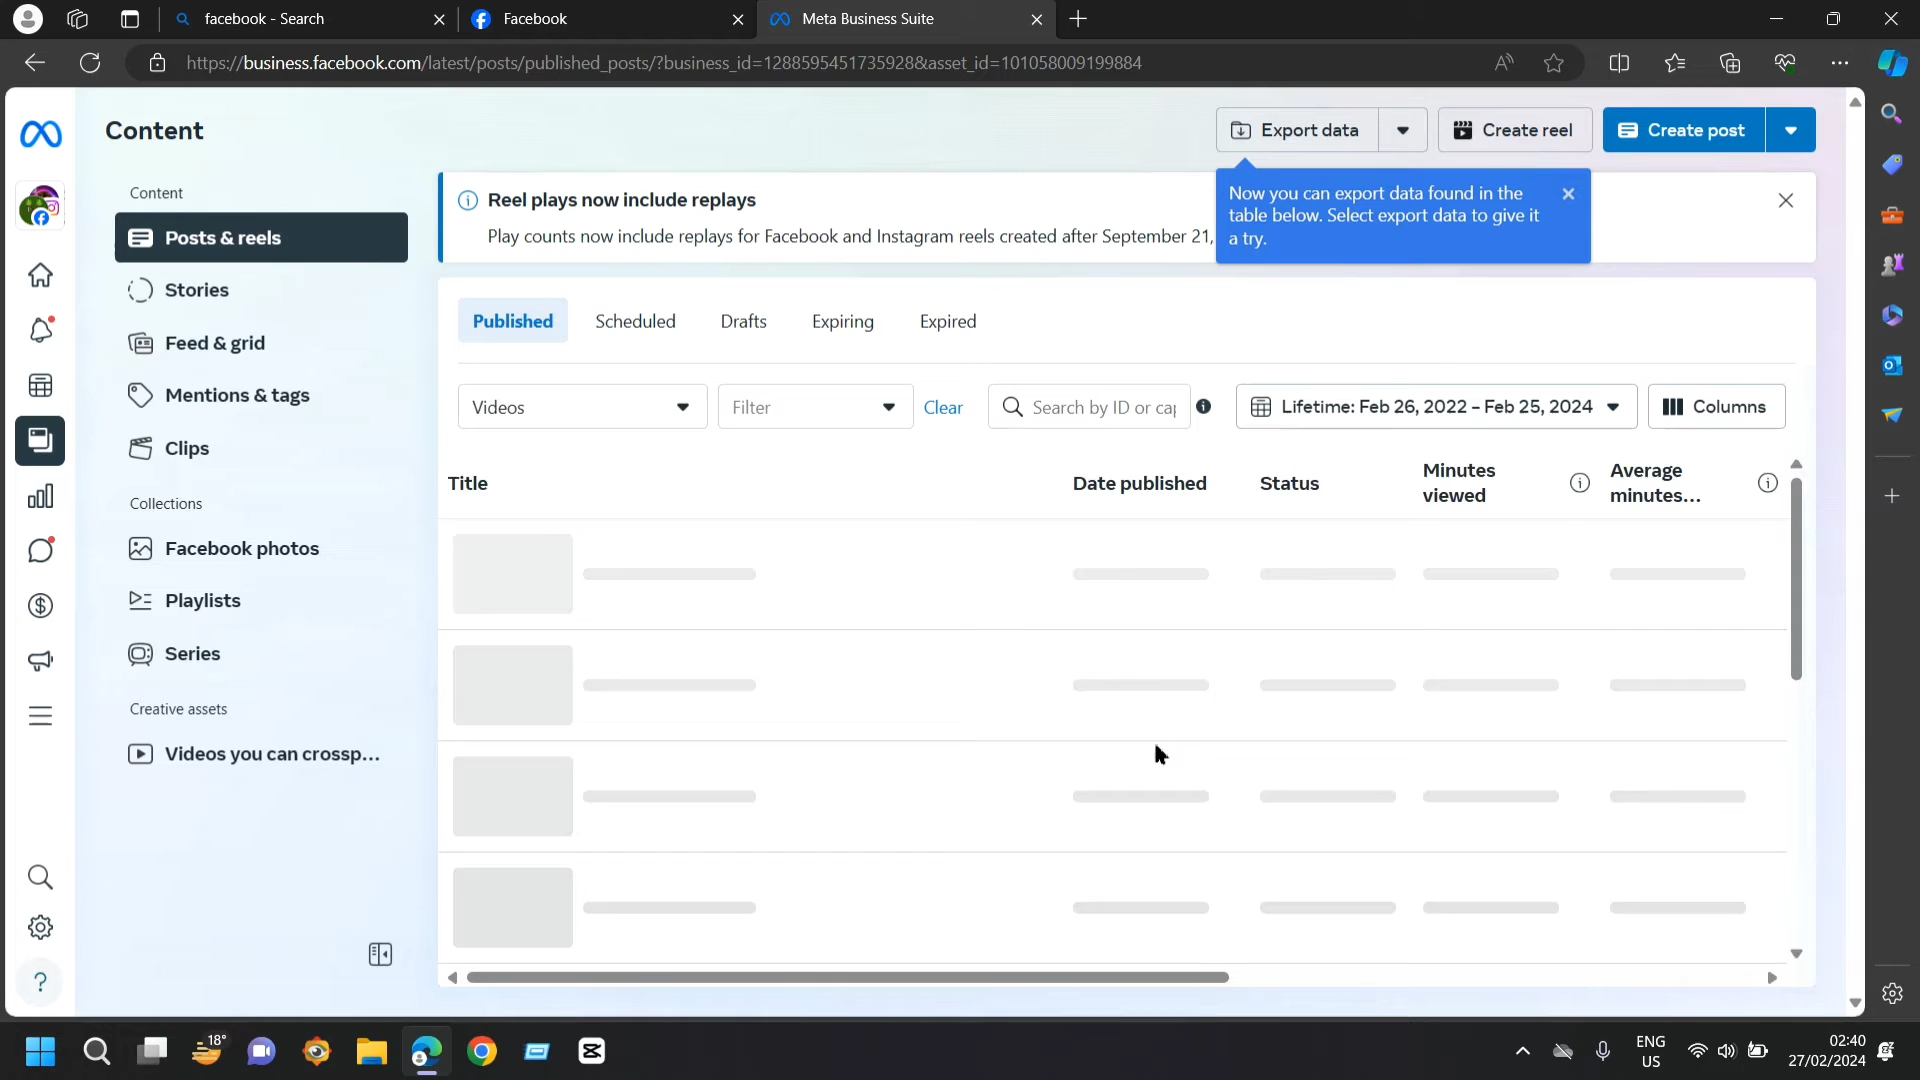 facebook - Search
Facebook
Meta Business Suite
https://business.facebook.com/latest/posts/published_posts/?business_id=1288595451735928&asset_id=101058009199884
Content
Export data
Create reel
Create post
Content
Posts & reels
Stories
Feed & grid
Mentions & tags
Clips
Collections
Facebook photos
Playlists
Series
Creative assets
Videos you can crossp...
Reel plays now include replays
Play counts now include replays for Facebook and Instagram reels created after September 21,
Now you can export data found in the
table below. Select export data to give it
a try.
Published
Scheduled
Drafts
Expiring
Expired
Videos
Filter
Clear
Search by ID or cap
Lifetime: Feb 26, 2022 – Feb 25, 2024
Columns
Title
Date published
Status
Minutes
viewed
Average
minutes...
18°
ENG
US
02:40
27/02/2024